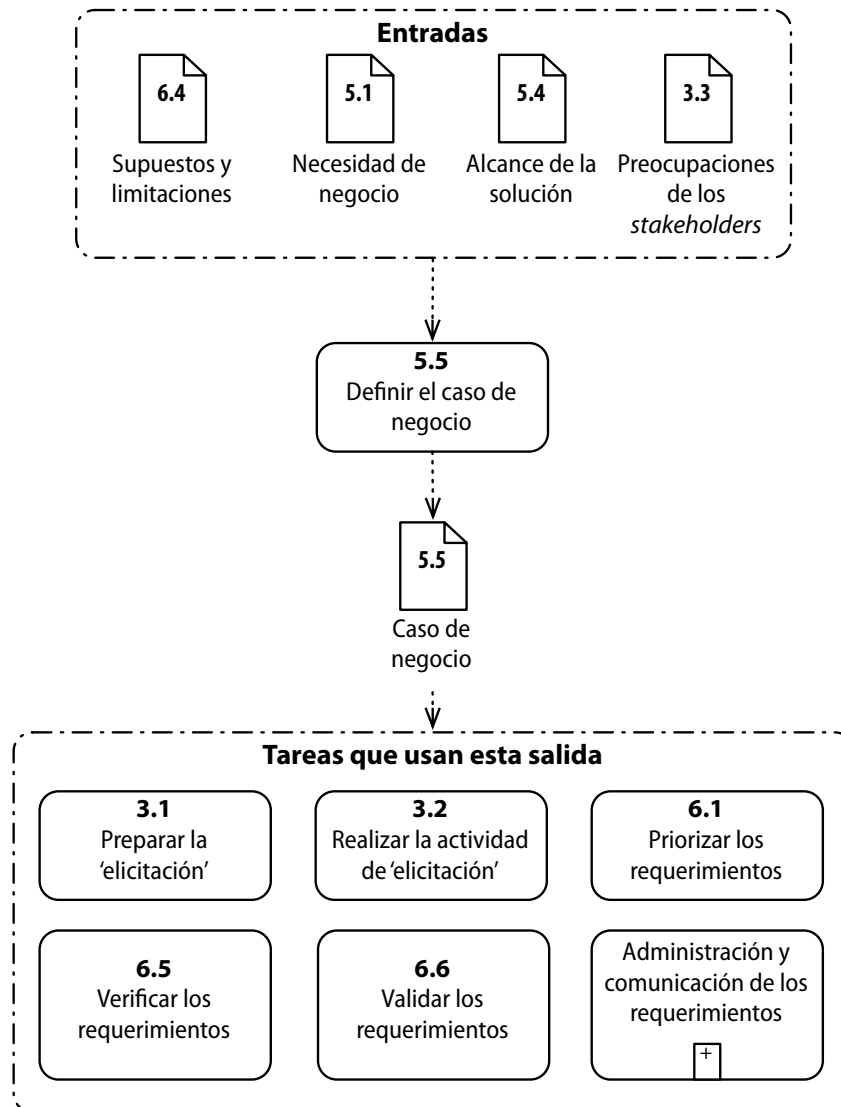 Entradas
6.4
Supuestos y
limitaciones
5.1
Necesidad de
negocio
5.4
Alcance de la
solución
3.3
Preocupaciones
de los
stakeholders
5.5
Definir el caso de
negocio
5.5
Caso de
negocio
Tareas que usan esta salida
3.1
Preparar la
‘elicitación’
3.2
Realizar la actividad
de ‘elicitación’
6.1
Priorizar los
requerimientos
6.5
Verificar los
requerimientos
6.6
Validar los
requerimientos
Administración y
comunicación de los
requerimientos
+